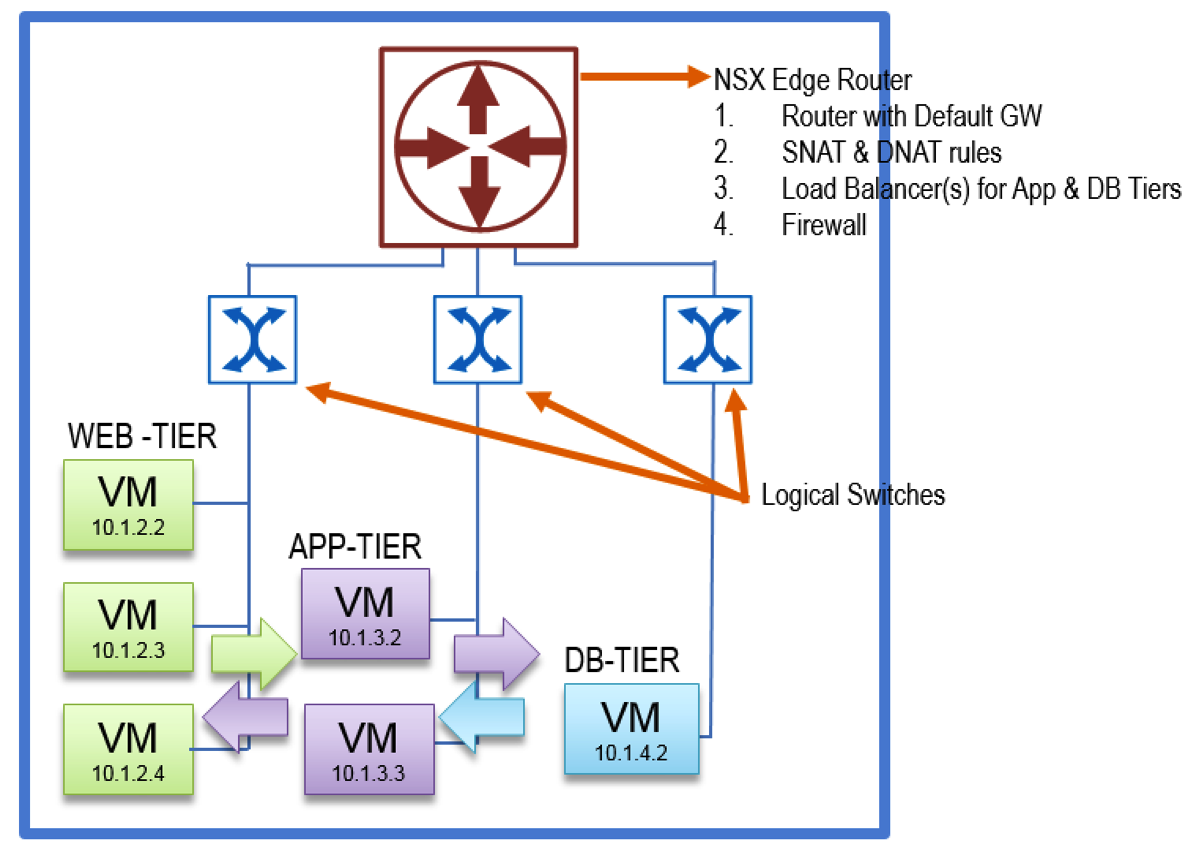 NSX Edge Router
1. Router with Default GW
2. SNAT & DNAT rules
3. Load Balancer(s) for App & DB Tiers
4. Firewall
WEB -TIER
VM
10.1.2.2
VM
10.1.2.3
VM
10.1.2.4
APP-TIER
VM
10.1.3.2
VM
10.1.3.3
DB-TIER
VM
10.1.4.2
Logical Switches